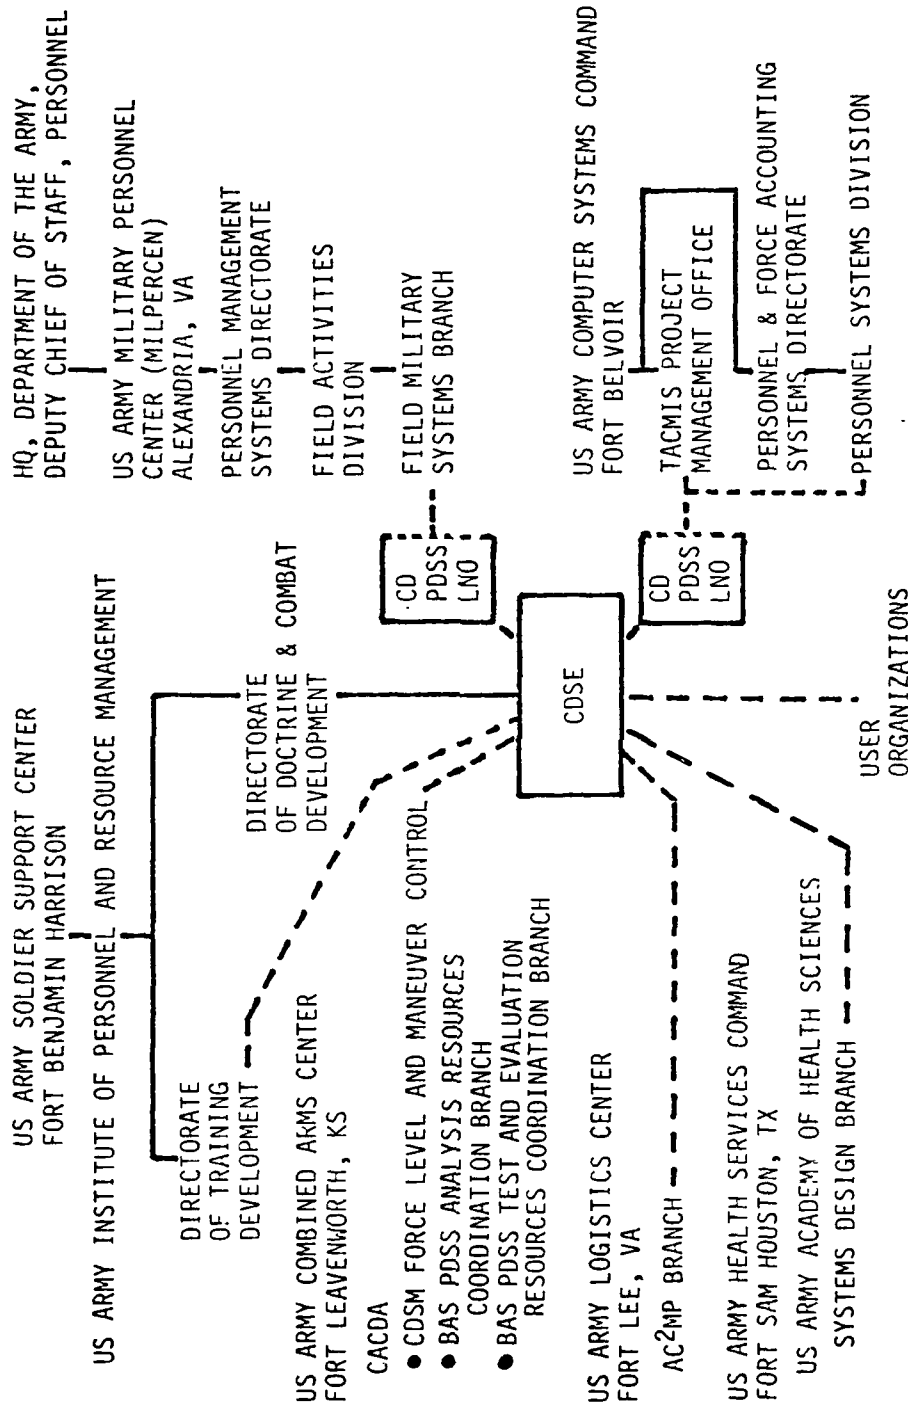 US ARMY SOLDIER SUPPORT CENTER
FORT BENJAMIN HARRISON
US ARMY INSTITUTE OF PERSONNEL AND RESOURCE MANAGEMENT
DIRECTORATE
OF TRAINING
DEVELOPMENT
DIRECTORATE
OF DOCTRINE & COMBAT
DEVELOPMENT
US ARMY COMBINED ARMS CENTER
FORT LEAVENWORTH, KS
CACDA
● CDSM FORCE LEVEL AND MANEUVER CONTROL
● BAS PDSS ANALYSIS RESOURCES
COORDINATION BRANCH
● BAS PDSS TEST AND EVALUATION
RESOURCES COORDINATION BRANCH
US ARMY LOGISTICS CENTER
FORT LEE, VA
AC²MP BRANCH
US ARMY HEALTH SERVICES COMMAND
FORT SAM HOUSTON, TX
US ARMY ACADEMY OF HEALTH SCIENCES
SYSTEMS DESIGN BRANCH
CDSE
USER
ORGANIZATIONS
CD
PDSS
LNO
CD
PDSS
LNO
HQ, DEPARTMENT OF THE ARMY,
DEPUTY CHIEF OF STAFF, PERSONNEL
US ARMY MILITARY PERSONNEL
CENTER (MILPERCEN)
ALEXANDRIA, VA
PERSONNEL MANAGEMENT
SYSTEMS DIRECTORATE
FIELD ACTIVITIES
DIVISION
FIELD MILITARY
SYSTEMS BRANCH
US ARMY COMPUTER SYSTEMS COMMAND
FORT BELVOIR
TACMIS PROJECT
MANAGEMENT OFFICE
PERSONNEL & FORCE ACCOUNTING
SYSTEMS DIRECTORATE
PERSONNEL SYSTEMS DIVISION